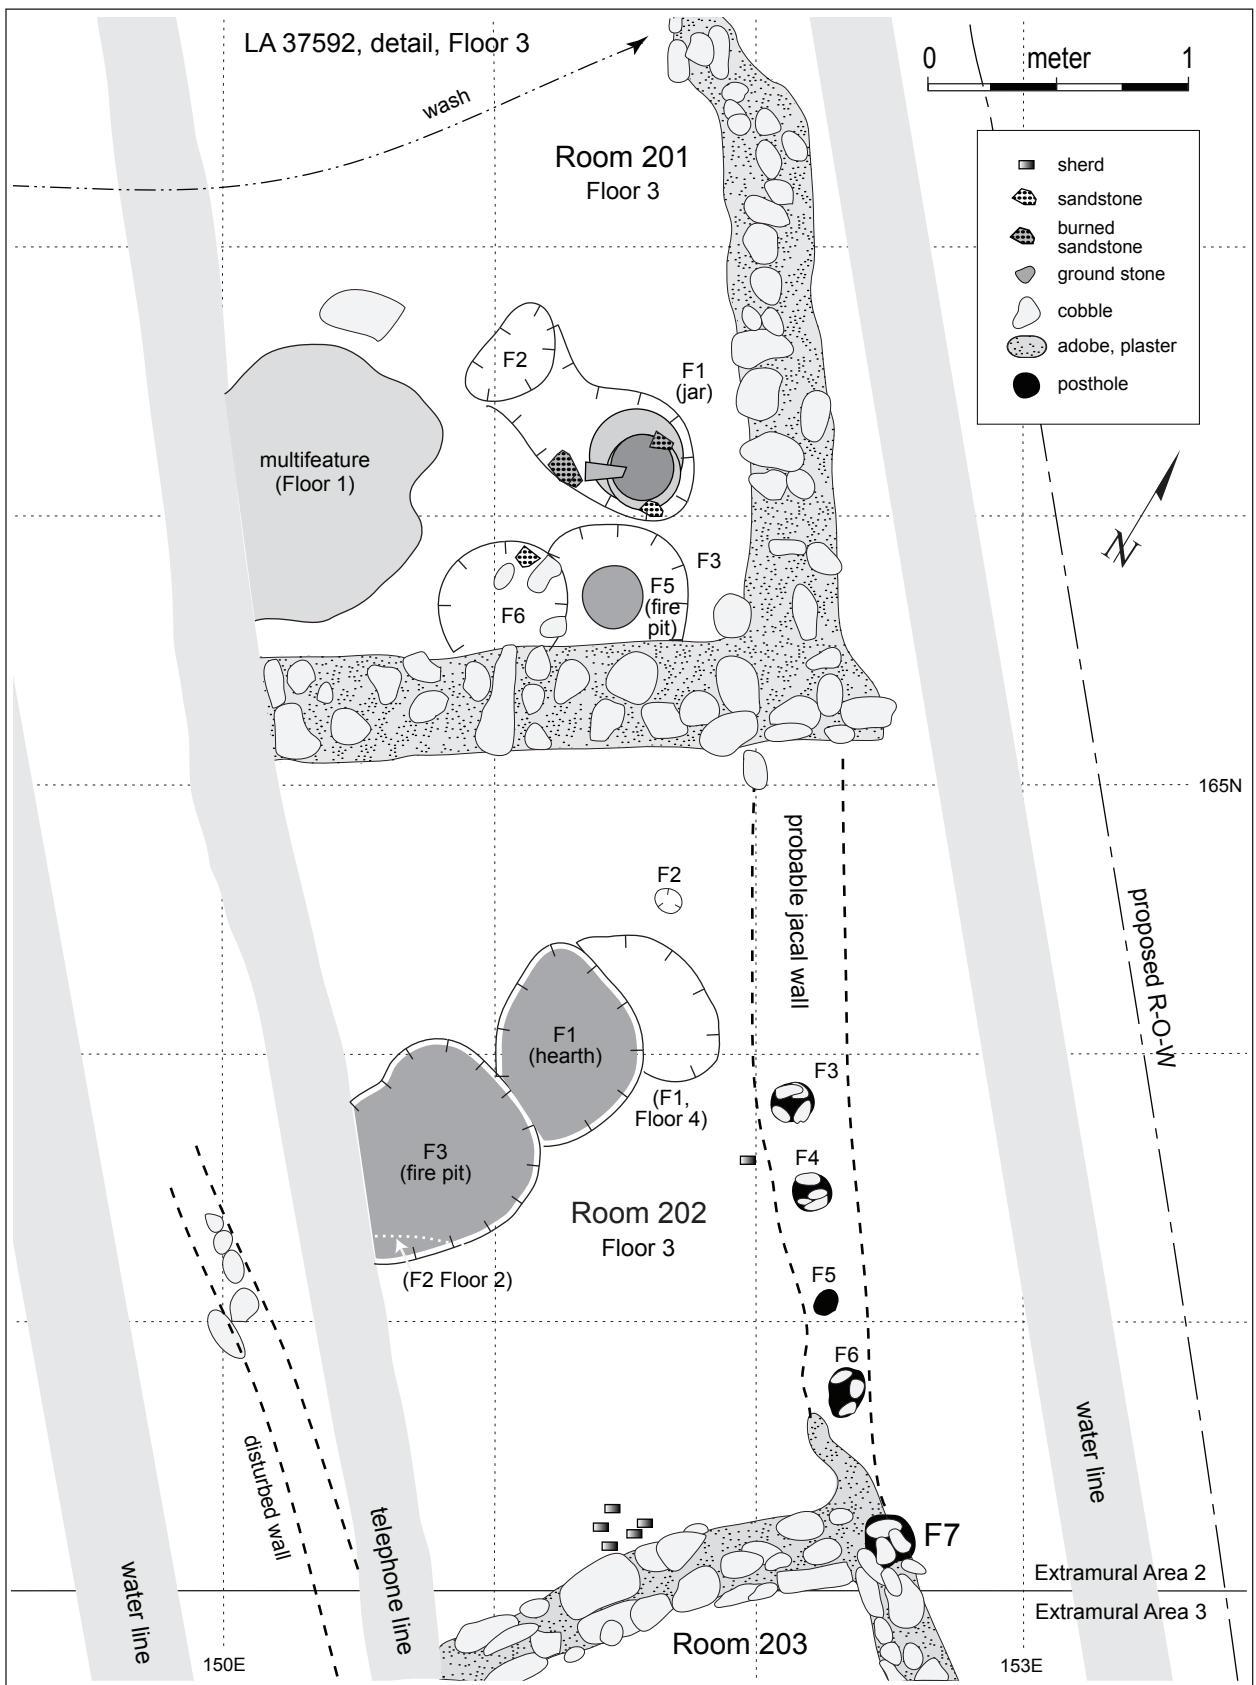 LA 37592, detail, Floor 3
0 meter 1
wash
Room 201
Floor 3
sherd
sandstone
burned
sandstone
ground stone
cobble
adobe, plaster
posthole
F2
F1
(jar)
multifeature
(Floor 1)
N
F3
F5
(fire
pit)
F6
165N
probable jacal wall
F2
proposed R-O-W
F1
(hearth)
F3
(F1,
Floor 4)
F3
(fire pit)
F4
Room 202
Floor 3
F5
(F2 Floor 2)
F6
water line
disturbed wall
telephone line
F7
water line
Extramural Area 2
Extramural Area 3
Room 203
150E
153E